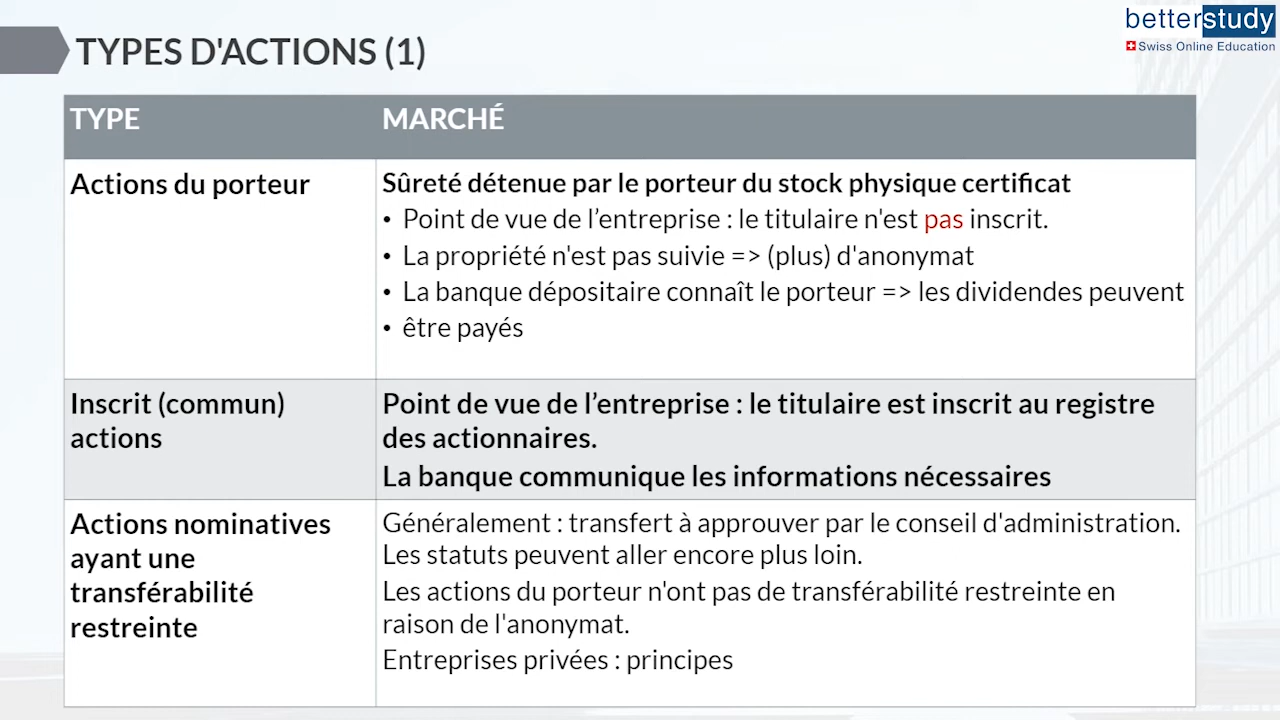 betterstudy
Swiss Online Education
TYPES D'ACTIONS (1)
TYPE
MARCHÉ
Actions du porteur
Sûreté détenue par le porteur du stock physique certificat
• Point de vue de l’entreprise : le titulaire n'est pas inscrit.
• La propriété n'est pas suivie => (plus) d'anonymat
• La banque dépositaire connaît le porteur => les dividendes peuvent
• être payés
Inscrit (commun)
actions
Point de vue de l’entreprise : le titulaire est inscrit au registre
des actionnaires.
La banque communique les informations nécessaires
Actions nominatives
ayant une
transférabilité
restreinte
Généralement : transfert à approuver par le conseil d'administration.
Les statuts peuvent aller encore plus loin.
Les actions du porteur n'ont pas de transférabilité restreinte en
raison de l'anonymat.
Entreprises privées : principes